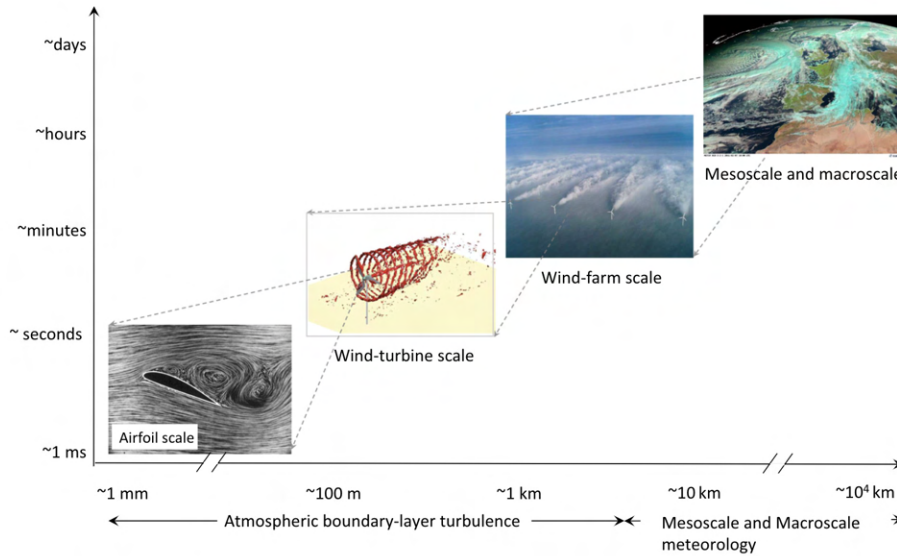 ~days
~hours
~minutes
~ seconds
~1 ms
Mesoscale and macroscale
Wind-farm scale
Wind-turbine scale
Airfoil scale
~1 mm
~100 m
~1 km
~10 km
~10⁴ km
Atmospheric boundary-layer turbulence
Mesoscale and Macroscale
meteorology